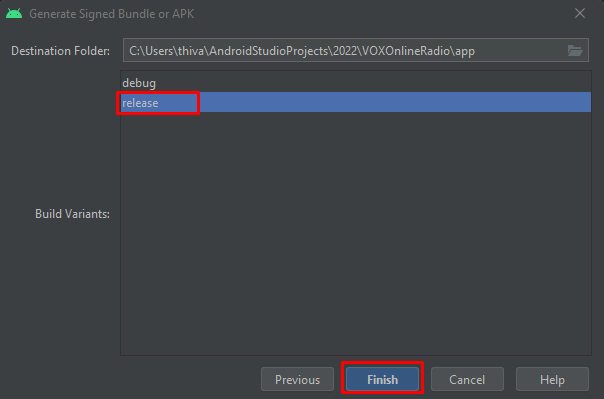 Generate Signed Bundle or APK
Destination Folder: C:\Users\thiva\AndroidStudioProjects\2022\VOXOnlineRadio\app
debug
release
Build Variants:
Previous Finish Cancel Help